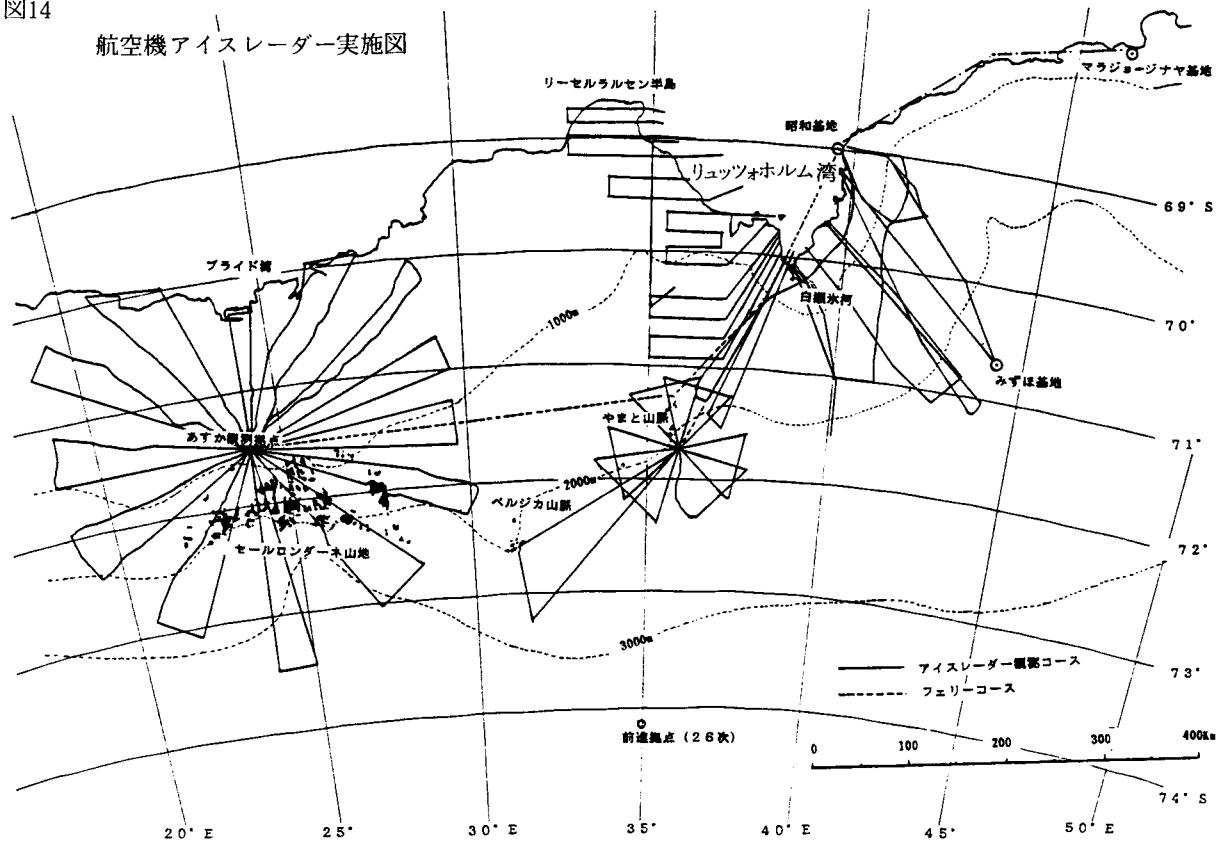 図14
航空機アイスレーダー実施図
リーセルラルセン半島
マラジョージナヤ基地
昭和基地
リュッツォホルム湾
69° S
ブライド湾
白瀬氷河
1000m
70°
みずほ基地
やまと山脈
あすか観測拠点
71°
2000m
ベルジカ山脈
セールロンダーネ山地
72°
3000m
アイスレーダー観測コース
73°
フェリーコース
前進拠点（26次）
0 100 200 300 400Km
74° S
20° E 25° 30° E 35° 40° E 45° 50° E